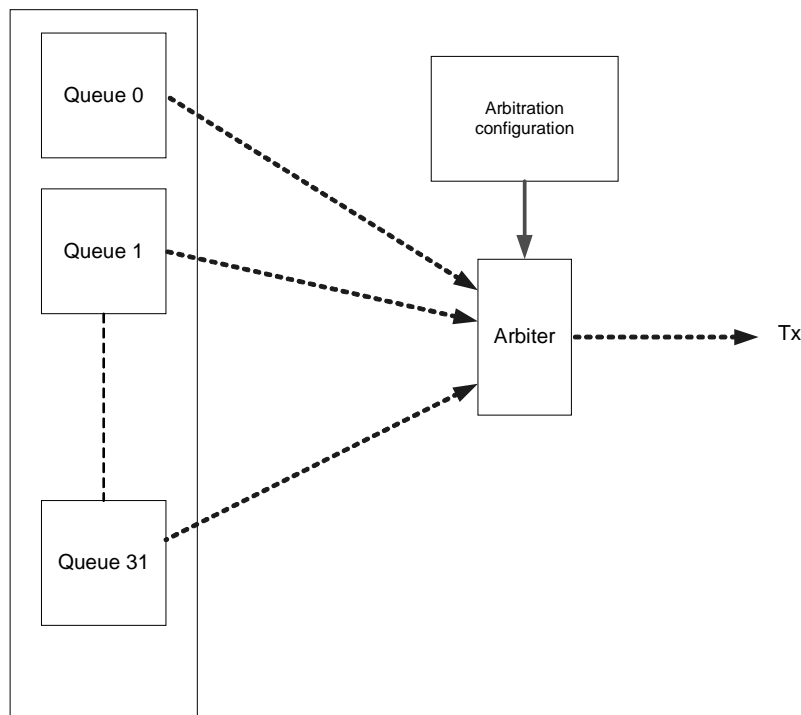 Queue 0
Arbitration
configuration
Queue 1
Arbiter
Tx
Queue 31